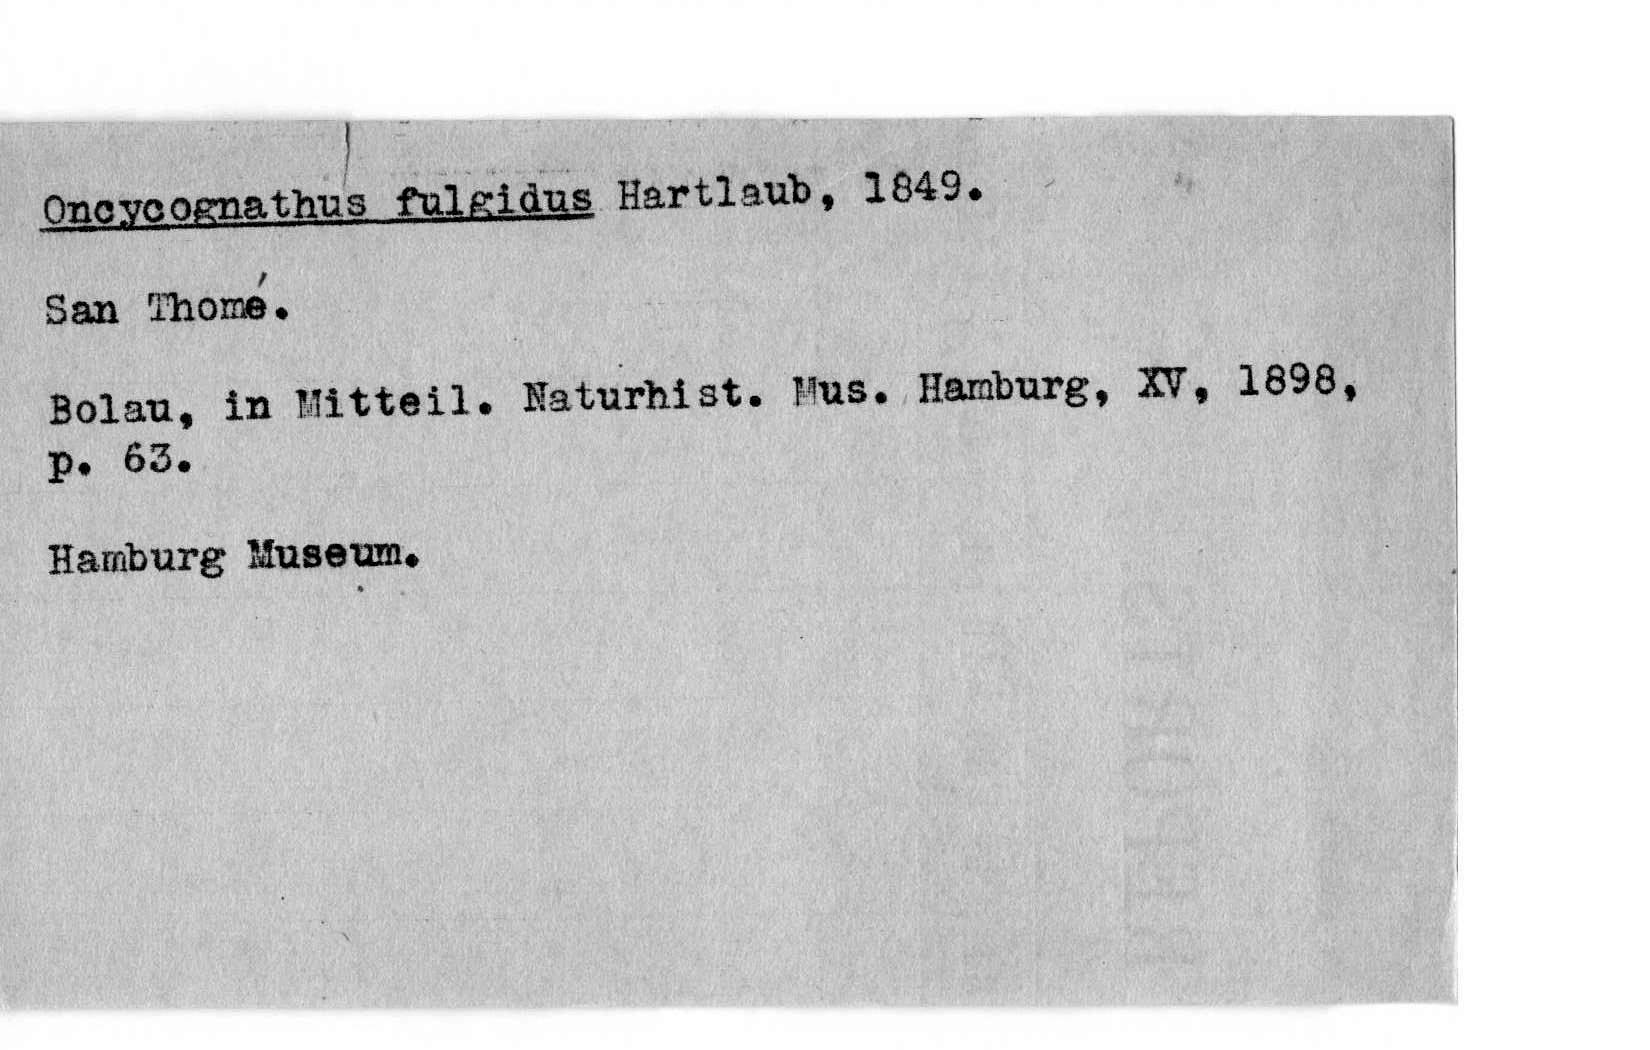 Oncycognathus fulgidus Hartlaub, 1849.
San Thomé.
Bolau, in Mitteil. Naturhist. Mus. Hamburg, XV, 1898,
p. 63.
Hamburg Museum.